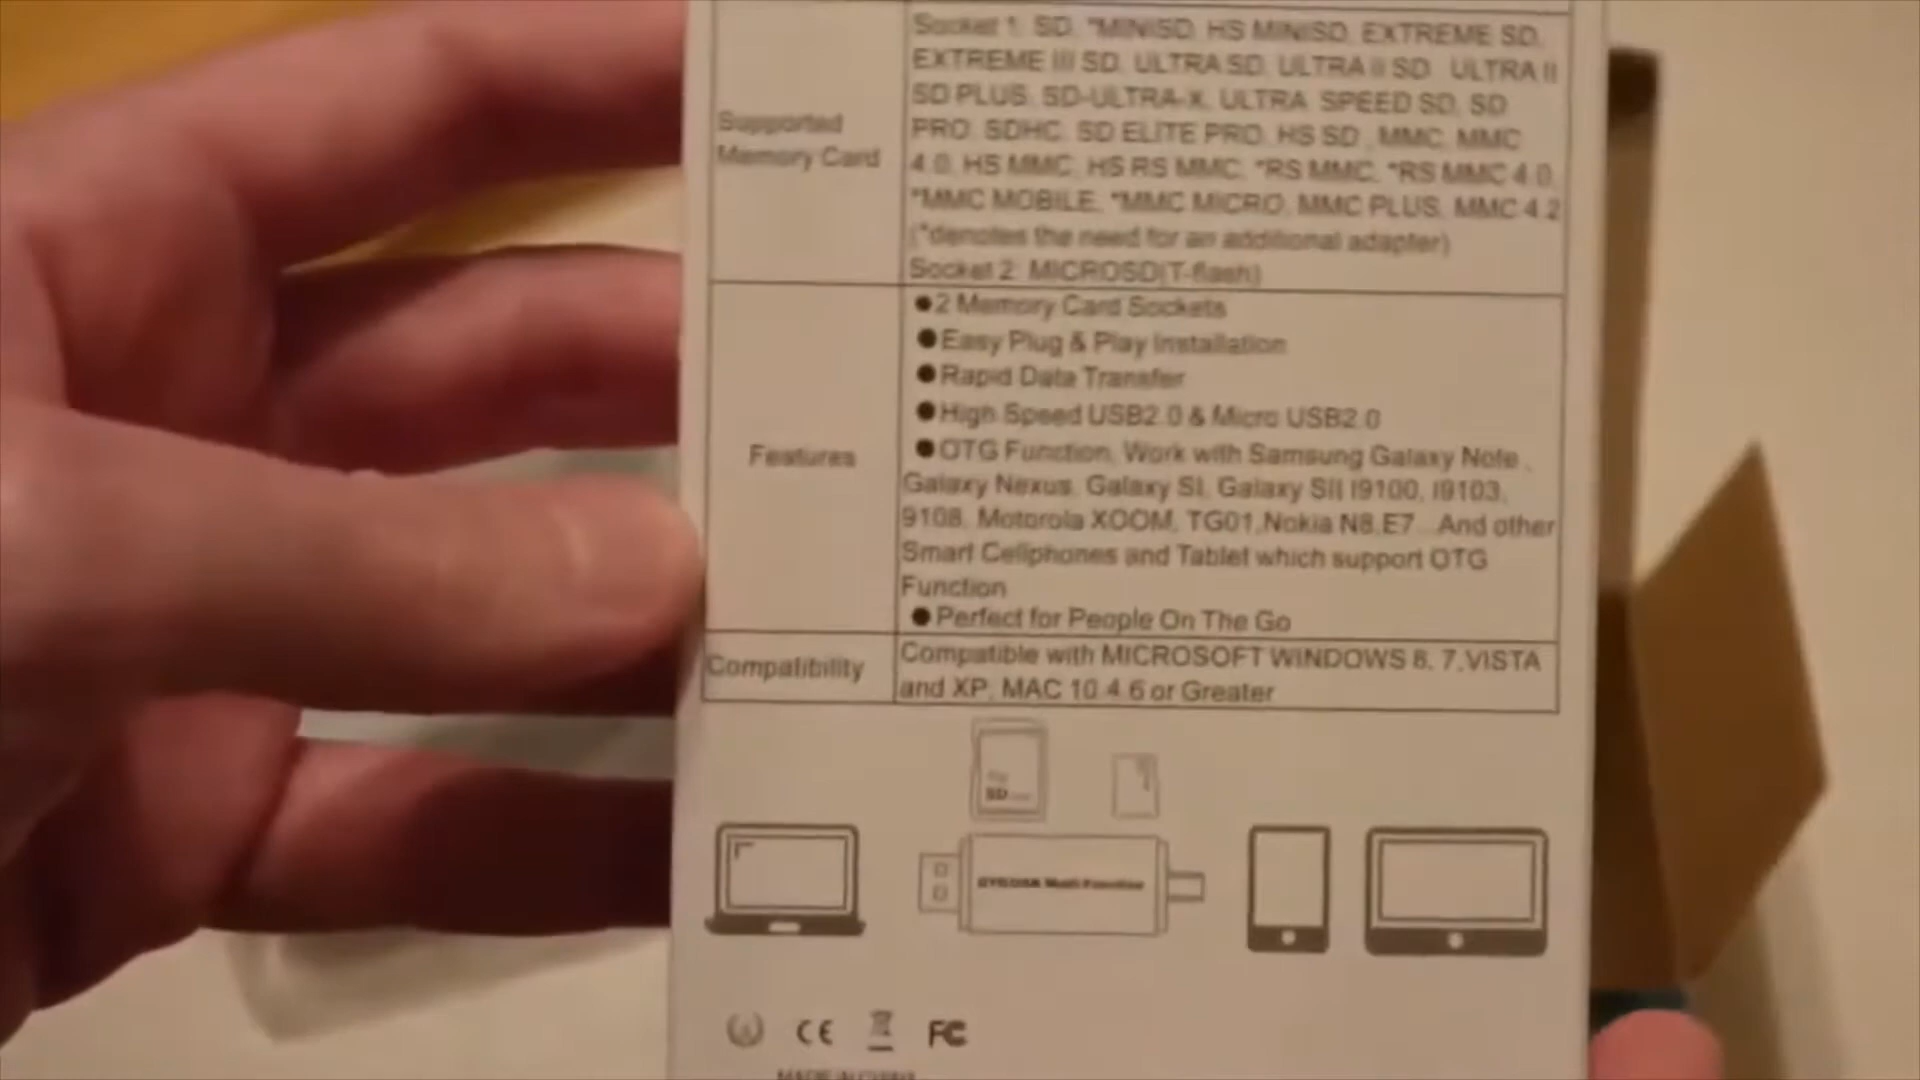 Supported
Memory Card
Socket 1: SD, *MINISD, HS MINISD, EXTREME SD,
EXTREME III SD, ULTRA SD, ULTRA II SD, ULTRA II
SD PLUS, SD-ULTRA-X, ULTRA SPEED SD, SD
PRO, SDHC, SD ELITE PRO, HS SD, MMC, MMC
4.0, HS MMC, HS RS MMC, *RS MMC, *RS MMC 4.0,
*MMC MOBILE, *MMC MICRO, MMC PLUS, MMC 4.2
(*denotes the need for an additional adapter)
Socket 2: MICROSD(T-flash)
Features
●2 Memory Card Sockets
●Easy Plug & Play Installation
●Rapid Data Transfer
●High Speed USB2.0 & Micro USB2.0
●OTG Function, Work with Samsung Galaxy Note,
Galaxy Nexus, Galaxy SI, Galaxy SII I9100, I9103,
9108, Motorola XOOM, TG01,Nokia N8,E7...And other
Smart Cellphones and Tablet which support OTG
Function
●Perfect for People On The Go
Compatibility
Compatible with MICROSOFT WINDOWS 8, 7,VISTA
and XP, MAC 10.4.6 or Greater
SD
Multi-Function
CE FC
MADE IN CHINA